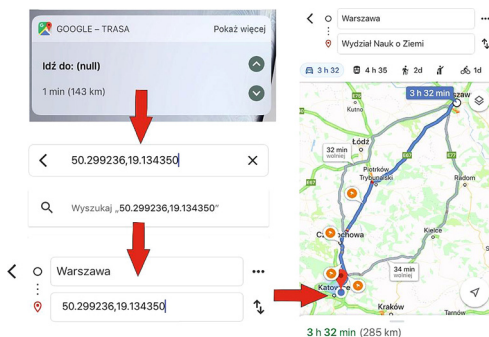 GOOGLE – TRASA
Pokaż więcej
Idź do: (null)
1 min (143 km)
50.299236,19.134350
Wyszukaj „50.299236,19.134350”
Warszawa
50.299236,19.134350
Warszawa
Wydział Nauk o Ziemi
3 h 32
4 h 35
2d
1d
3 h 32 min
Kutno
Łódź
32 min
wolniej
Piotrków
Trybunalski
Radom
Kielce
34 min
wolniej
Kraków
Tarnów
3 h 32 min (285 km)